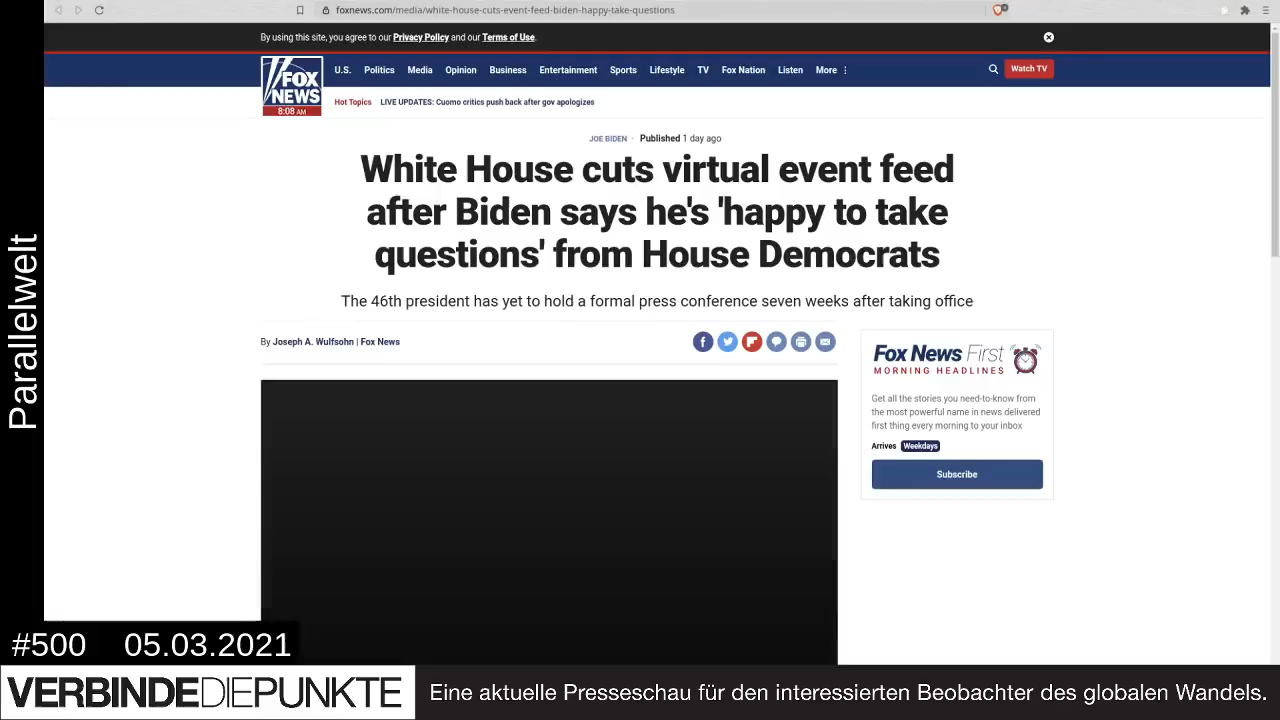 foxnews.com/media/white-house-cuts-event-feed-biden-happy-take-questions
By using this site, you agree to our Privacy Policy and our Terms of Use.
FOX NEWS
8:08 AM
U.S. Politics Media Opinion Business Entertainment Sports Lifestyle TV Fox Nation Listen More
Watch TV
Hot Topics LIVE UPDATES: Cuomo critics push back after gov apologizes
JOE BIDEN · Published 1 day ago
White House cuts virtual event feed
after Biden says he's 'happy to take
questions' from House Democrats
The 46th president has yet to hold a formal press conference seven weeks after taking office
By Joseph A. Wulfsohn | Fox News
Fox News First
MORNING HEADLINES
Get all the stories you need-to-know from
the most powerful name in news delivered
first thing every morning to your inbox
Arrives Weekdays
Subscribe
Parallelwelt
#500 05.03.2021
VERBINDEDIEPUNKTE
Eine aktuelle Presseschau für den interessierten Beobachter des globalen Wandels.